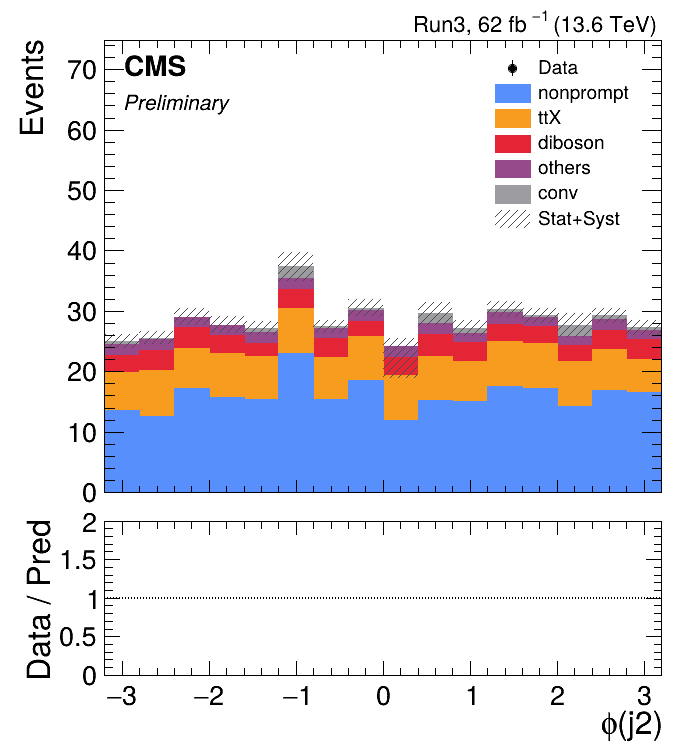 Run3, 62 fb⁻¹ (13.6 TeV)
Events
CMS
Preliminary
Data
nonprompt
ttX
diboson
others
conv
Stat+Syst
70
60
50
40
30
20
10
0
Data / Pred
2
1.5
1
0.5
0
−3 −2 −1 0 1 2 3
ϕ(j2)